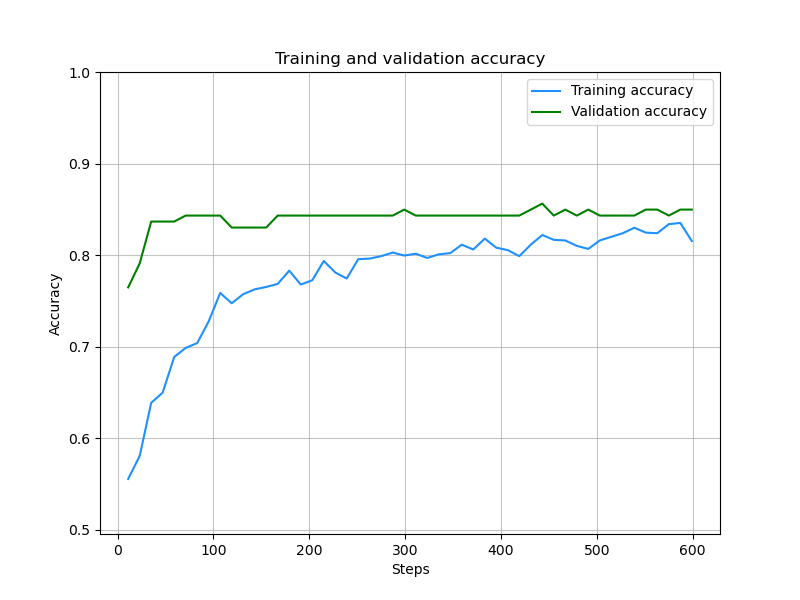 Training and validation accuracy
Training accuracy
Validation accuracy
1.0
0.9
0.8
0.7
0.6
0.5
Accuracy
0 100 200 300 400 500 600
Steps